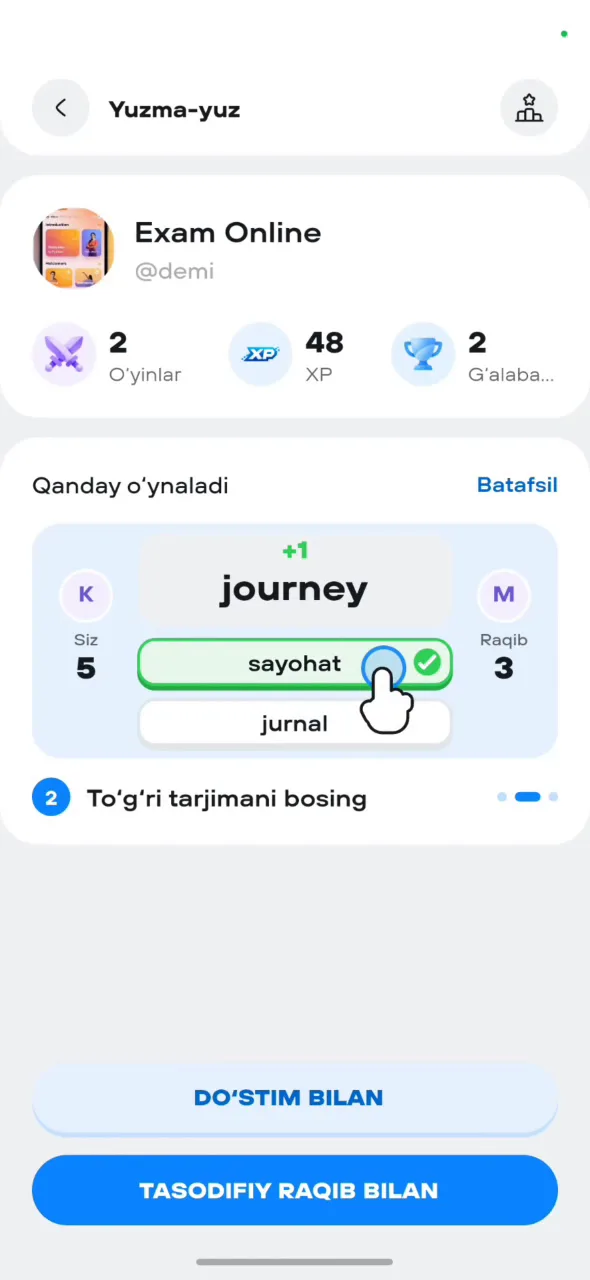 Yuzma-yuz
Exam Online
@demi
2
O‘yinlar
48
XP
XP
2
G‘alaba...
Qanday o‘ynaladi
Batafsil
+1
journey
K
Siz
5
M
Raqib
3
sayohat
jurnal
2
To‘g‘ri tarjimani bosing
DO‘STIM BILAN
TASODIFIY RAQIB BILAN